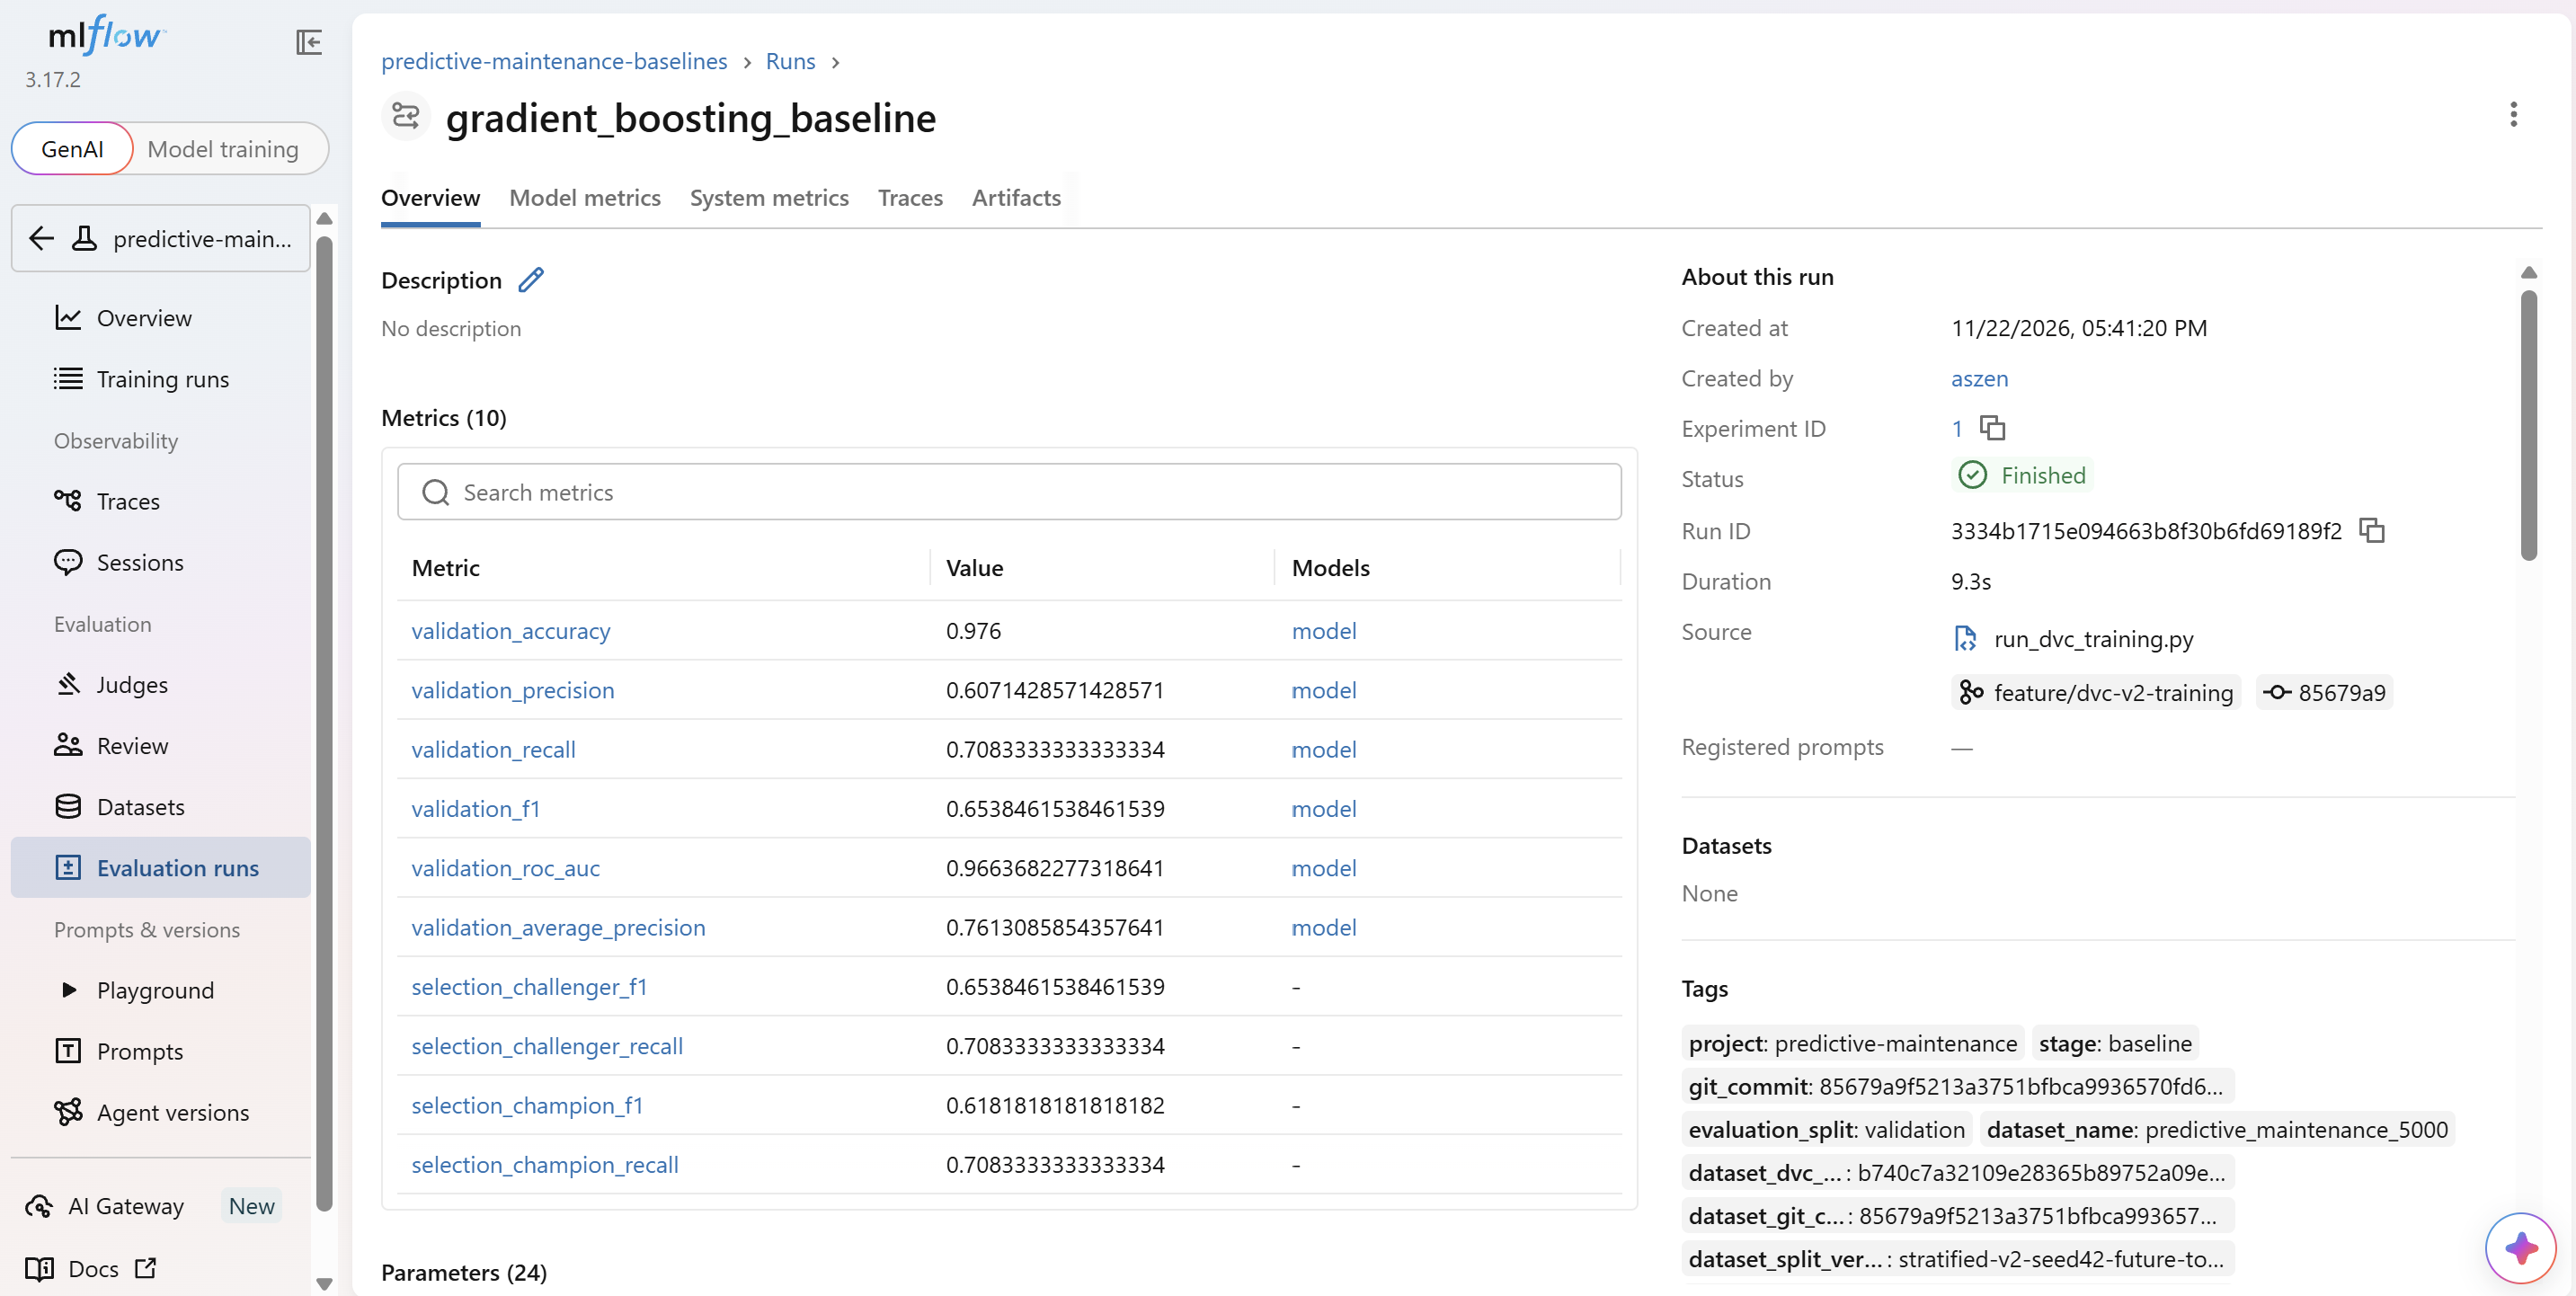 mlflow
3.17.2
GenAI Model training
predictive-main...
Overview
Training runs
Observability
Traces
Sessions
Evaluation
Judges
Review
Datasets
Evaluation runs
Prompts & versions
Playground
Prompts
Agent versions
AI Gateway New
Docs
predictive-maintenance-baselines › Runs ›
gradient_boosting_baseline
Overview Model metrics System metrics Traces Artifacts
Description
No description
Metrics (10)
Search metrics
Metric Value Models
validation_accuracy 0.976 model
validation_precision 0.6071428571428571 model
validation_recall 0.7083333333333334 model
validation_f1 0.6538461538461539 model
validation_roc_auc 0.9663682277318641 model
validation_average_precision 0.7613085854357641 model
selection_challenger_f1 0.6538461538461539 -
selection_challenger_recall 0.7083333333333334 -
selection_champion_f1 0.6181818181818182 -
selection_champion_recall 0.7083333333333334 -
Parameters (24)
About this run
Created at 11/22/2026, 05:41:20 PM
Created by aszen
Experiment ID 1
Status Finished
Run ID 3334b1715e094663b8f30b6fd69189f2
Duration 9.3s
Source run_dvc_training.py
feature/dvc-v2-training 85679a9
Registered prompts —
Datasets
None
Tags
project: predictive-maintenance stage: baseline
git_commit: 85679a9f5213a3751bfbca9936570fd6...
evaluation_split: validation dataset_name: predictive_maintenance_5000
dataset_dvc_...: b740c7a32109e28365b89752a09e...
dataset_git_c...: 85679a9f5213a3751bfbca993657...
dataset_split_ver...: stratified-v2-seed42-future-to...